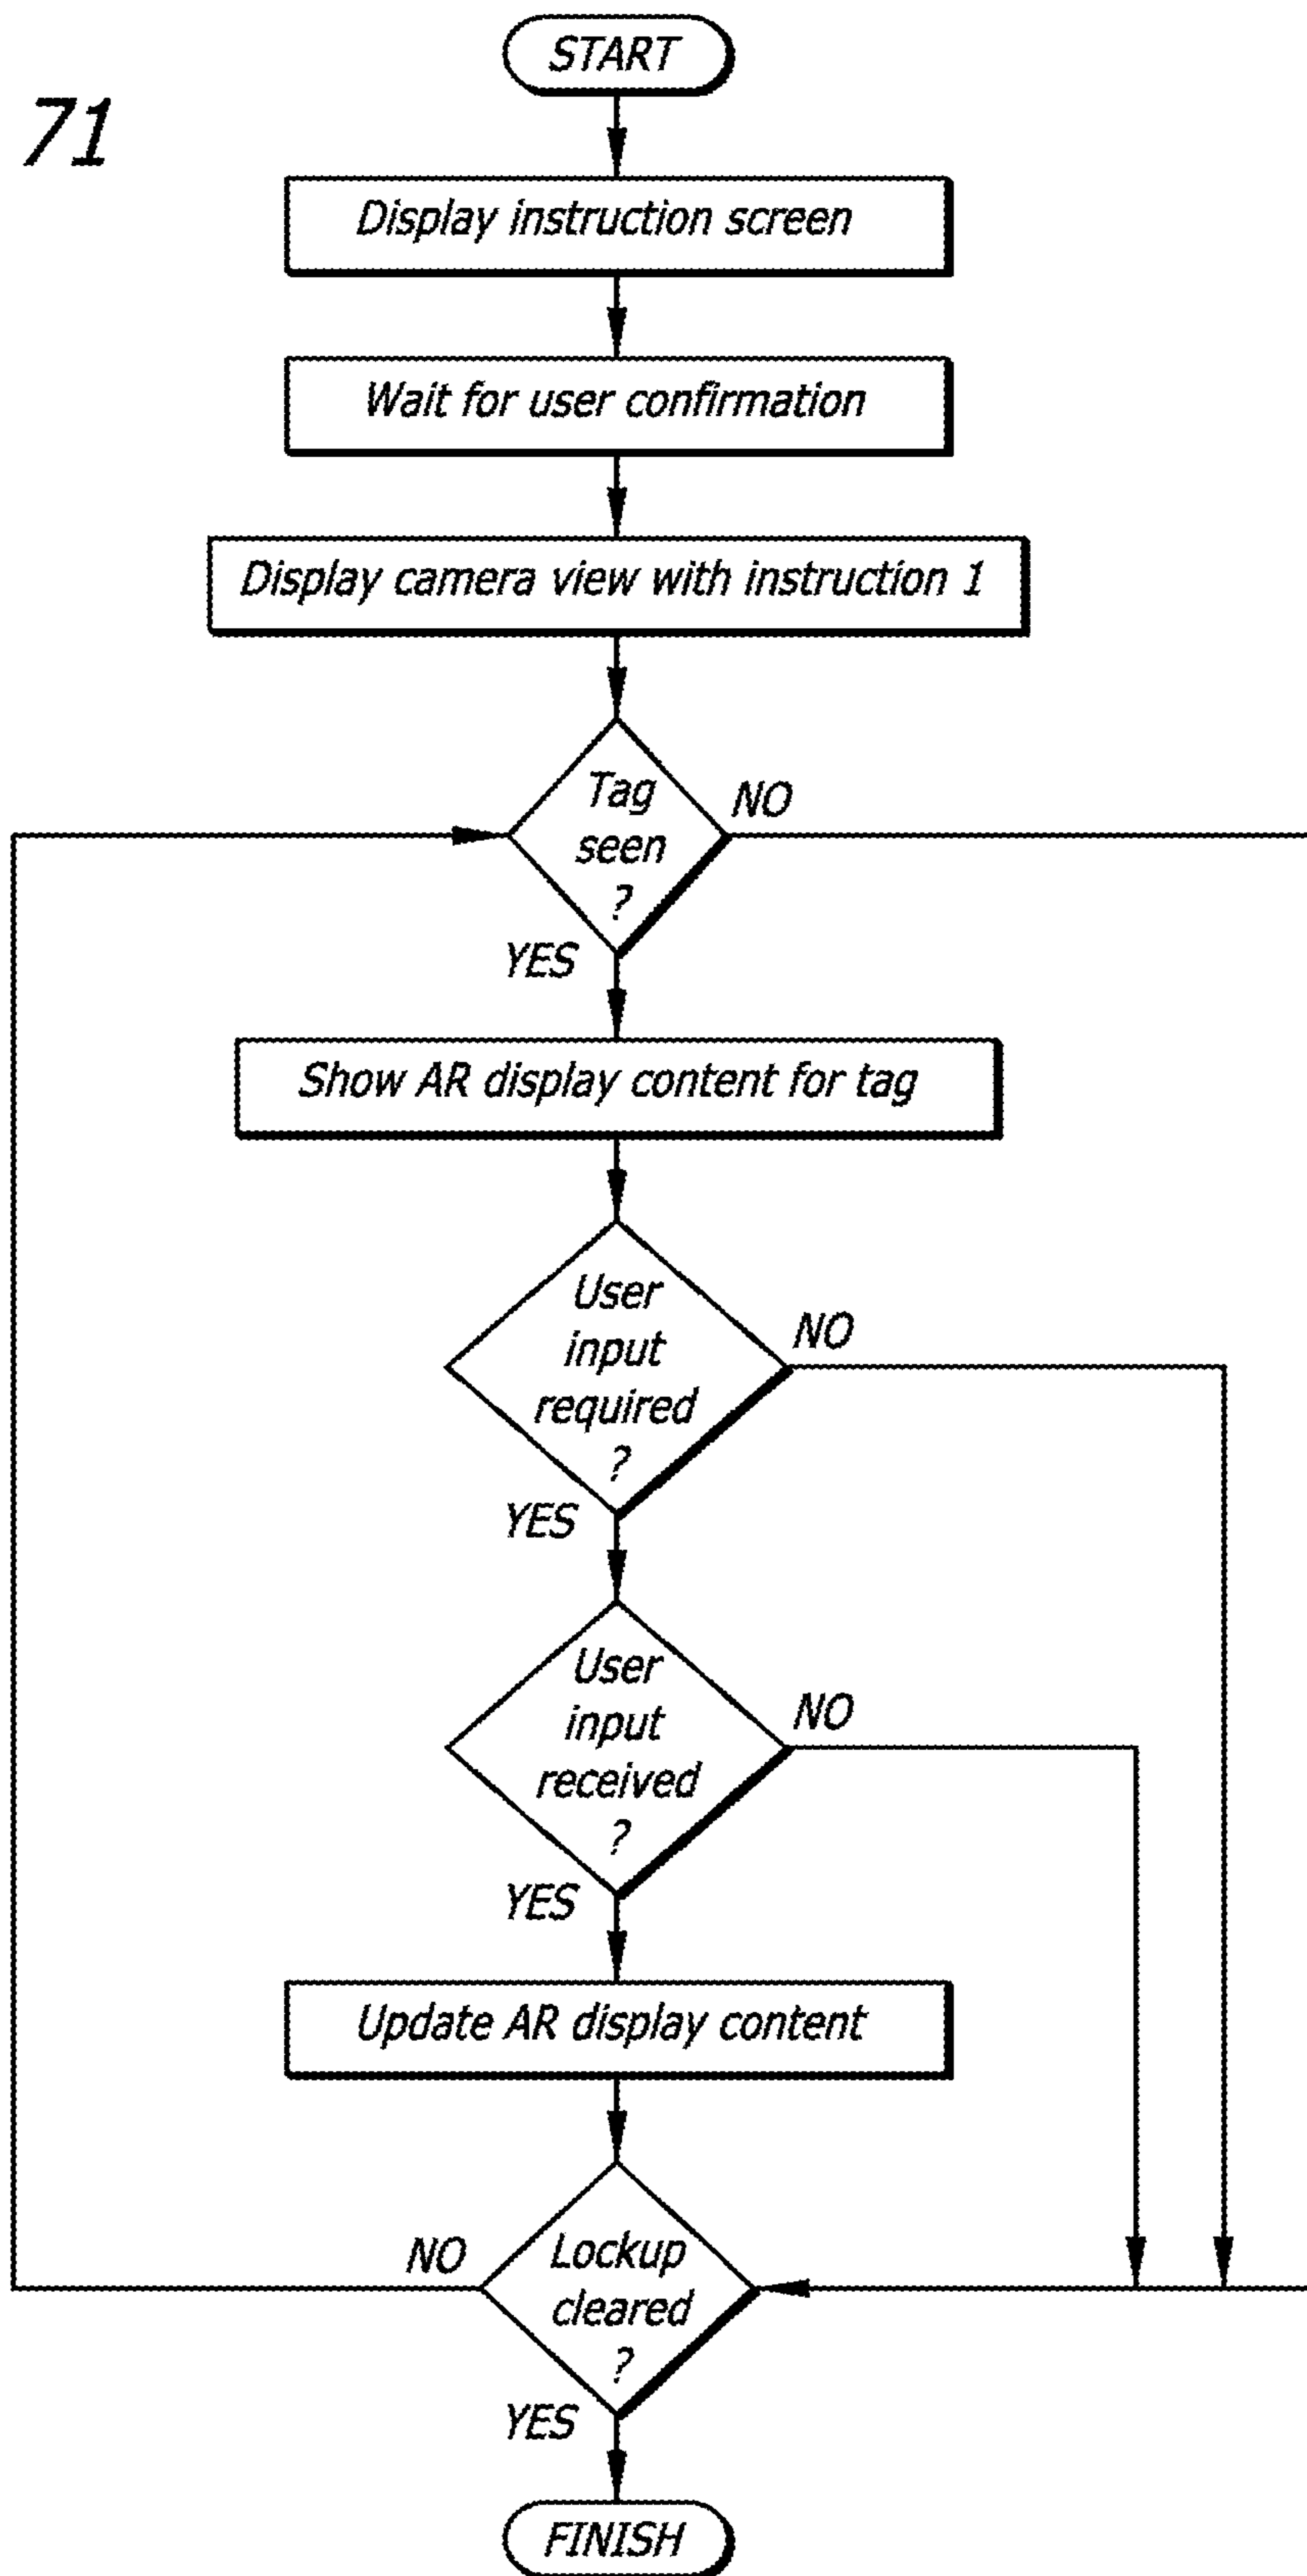 START
71
Display instruction screen
Wait for user confirmation
Display camera view with instruction 1
Tag
seen
?
NO
YES
Show AR display content for tag
User
input
required
?
NO
YES
User
input
received
?
NO
YES
Update AR display content
NO
Lockup
cleared
?
YES
FINISH